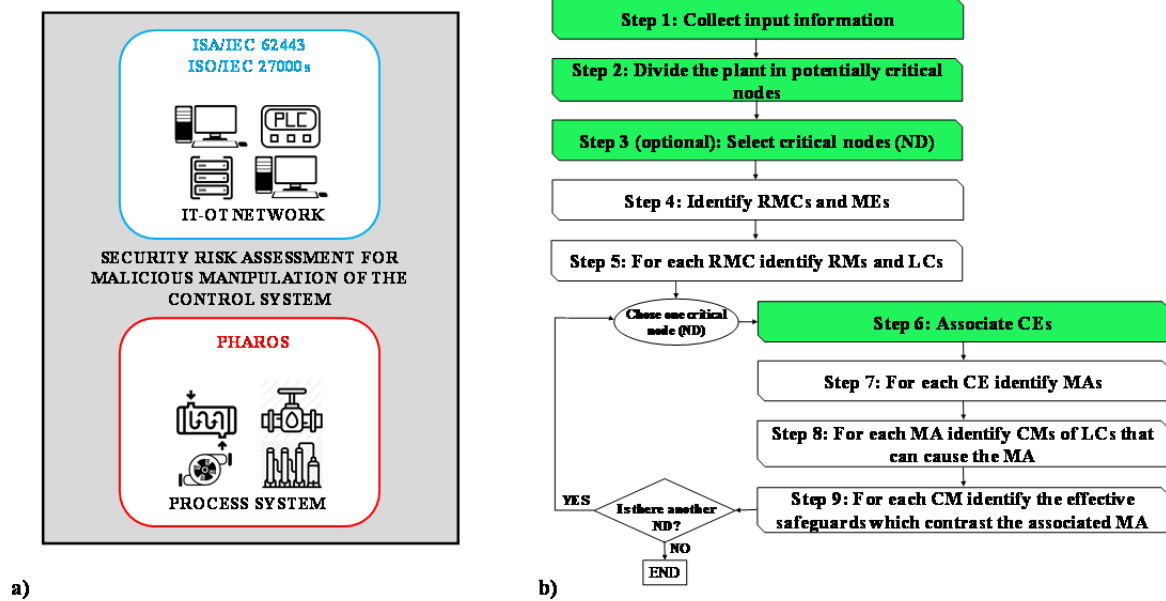 ISA/IEC 62443
ISO/IEC 27000s
PLC
IT-OT NETWORK
SECURITY RISK ASSESSMENT FOR
MALICIOUS MANIPULATION OF THE
CONTROL SYSTEM
PHAROS
PROCESS SYSTEM
a)
Step 1: Collect input information
Step 2: Divide the plant in potentially critical
nodes
Step 3 (optional): Select critical nodes (ND)
Step 4: Identify RMCs and MEs
Step 5: For each RMC identify RMs and LCs
Chose one critical
node (ND)
Step 6: Associate CEs
Step 7: For each CE identify MAs
Step 8: For each MA identify CMs of LCs that
can cause the MA
Step 9: For each CM identify the effective
safeguards which contrast the associated MA
YES
Is there another
ND?
NO
END
b)